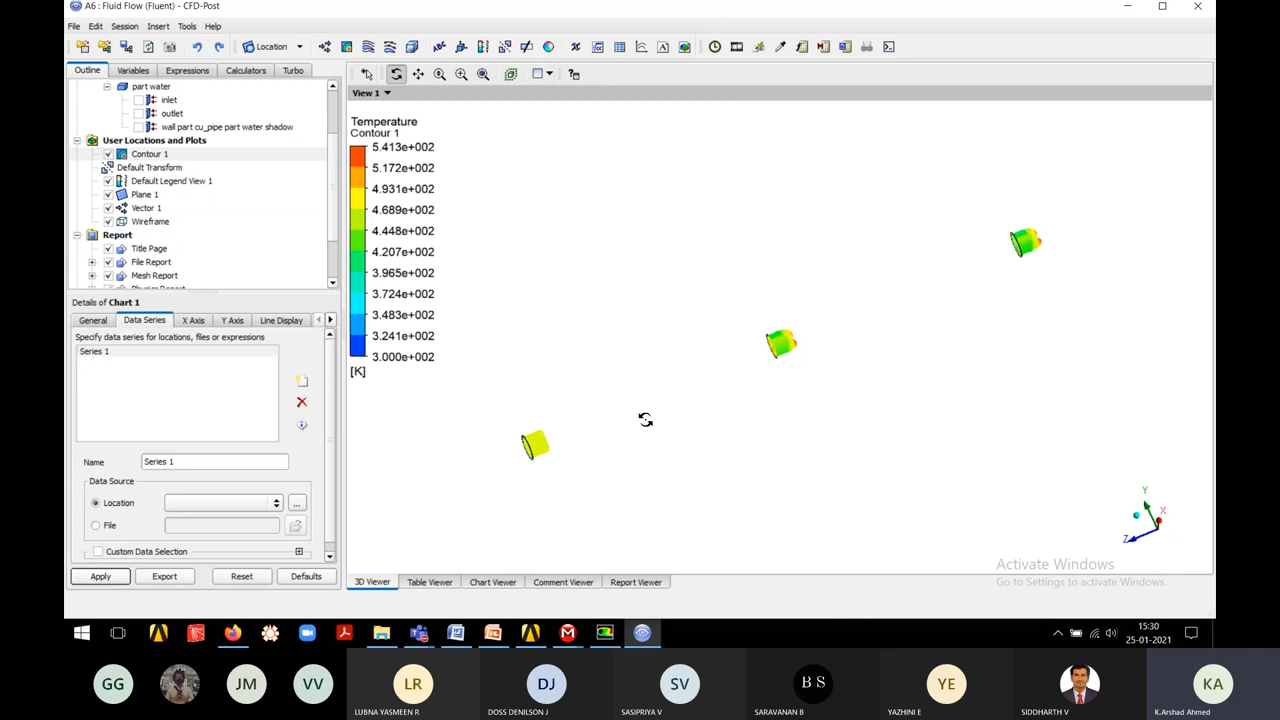 A6 : Fluid Flow (Fluent) - CFD-Post
File Edit Session Insert Tools Help
Location
Outline Variables Expressions Calculators Turbo
part water
inlet
outlet
wall part cu_pipe part water shadow
User Locations and Plots
Contour 1
Default Transform
Default Legend View 1
Plane 1
Vector 1
Wireframe
Report
Title Page
File Report
Mesh Report
Details of Chart 1
General Data Series X Axis Y Axis Line Display
Specify data series for locations, files or expressions
Series 1
Name Series 1
Data Source
Location ...
File
Custom Data Selection
Apply Export Reset Defaults
View 1
Temperature
Contour 1
5.413e+002
5.172e+002
4.931e+002
4.689e+002
4.448e+002
4.207e+002
3.965e+002
3.724e+002
3.483e+002
3.241e+002
3.000e+002
[K]
Y
X
Z
Activate Windows
Go to Settings to activate Windows.
3D Viewer Table Viewer Chart Viewer Comment Viewer Report Viewer
15:30
25-01-2021
GG JM VV LR DJ SV B S YE KA
LUBNA YASMEEN R DOSS DENILSON J SASIPRIYA V SARAVANAN B YAZHINI E SIDDHARTH V K.Arshad Ahmed